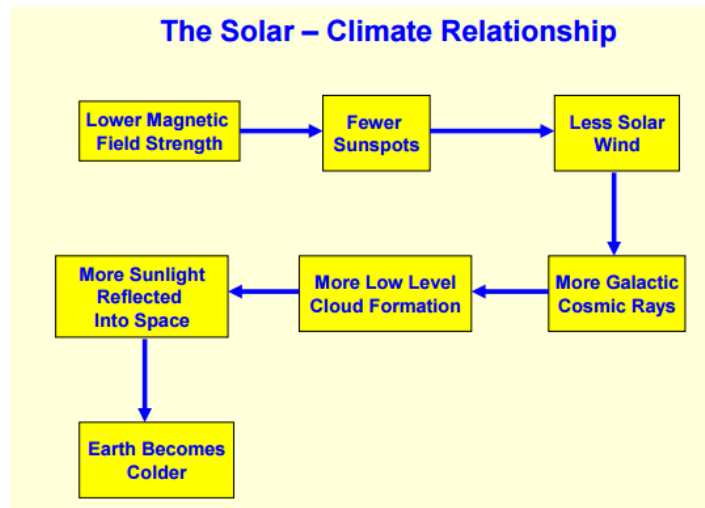 The Solar – Climate Relationship
Lower Magnetic
Field Strength
Fewer
Sunspots
Less Solar
Wind
More Galactic
Cosmic Rays
More Low Level
Cloud Formation
More Sunlight
Reflected
Into Space
Earth Becomes
Colder